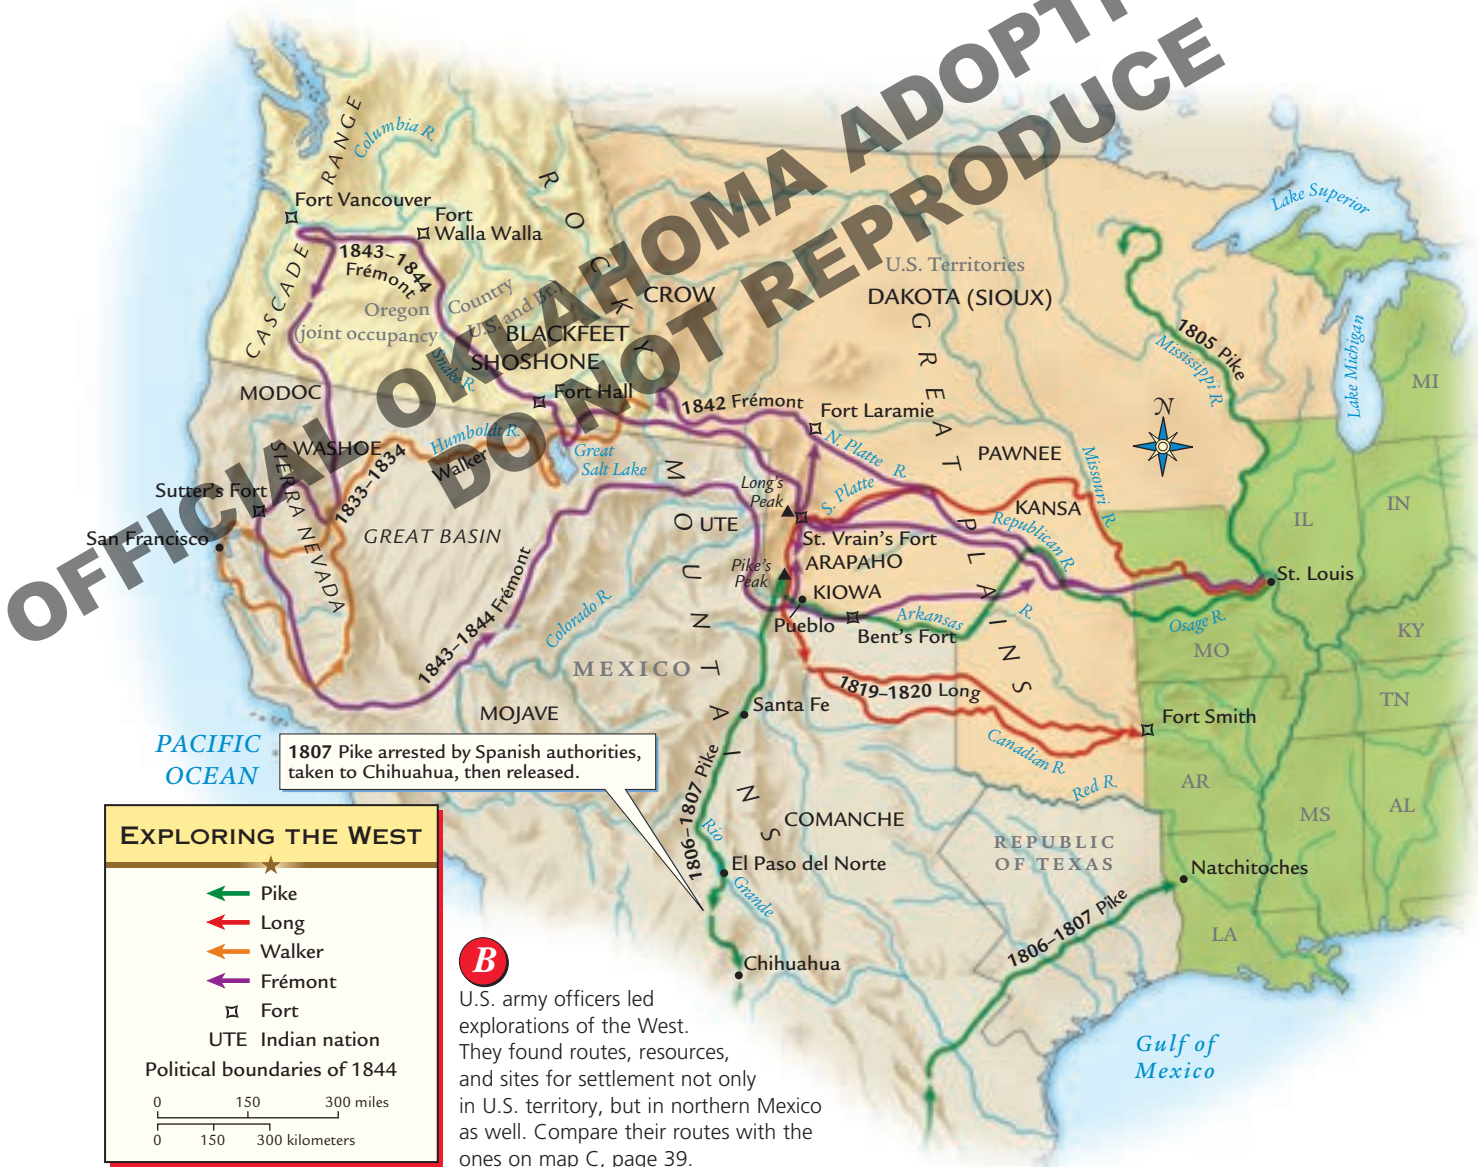 OFFICIAL OKLAHOMA ADOPTI
DO NOT REPRODUCE
CASCADE RANGE
Columbia R.
Fort Vancouver
Fort
Walla Walla
1843–1844
Frémont
Oregon Country
(joint occupancy U.S. and Br.)
ROCKY MOUNTAINS
CROW
BLACKFEET
SHOSHONE
Snake R.
Fort Hall
U.S. Territories
DAKOTA (SIOUX)
GREAT PLAINS
Lake Superior
Lake Michigan
MI
1805 Pike
Mississippi R.
N
MODOC
WASHOE
Humboldt R.
Walker
1833–1834
Great
Salt Lake
1842 Frémont
Fort Laramie
N. Platte R.
S. Platte
PAWNEE
Missouri R.
KANSA
Republican R.
IL
IN
Sutter's Fort
San Francisco
SIERRA NEVADA
GREAT BASIN
Long's
Peak
UTE
St. Vrain's Fort
ARAPAHO
Pike's
Peak
KIOWA
Pueblo
Arkansas R.
Bent's Fort
St. Louis
Osage R.
MO
KY
TN
1843–1844 Frémont
Colorado R.
MEXICO
MOJAVE
Santa Fe
1819–1820 Long
Fort Smith
Canadian R.
Red R.
AR
MS
AL
PACIFIC
OCEAN
1807 Pike arrested by Spanish authorities,
taken to Chihuahua, then released.
1806–1807 Pike
Rio Grande
COMANCHE
REPUBLIC
OF TEXAS
El Paso del Norte
Natchitoches
LA
1806–1807 Pike
Chihuahua
Gulf of
Mexico
EXPLORING THE WEST
Pike
Long
Walker
Frémont
Fort
UTE Indian nation
Political boundaries of 1844
0 150 300 miles
0 150 300 kilometers
B
U.S. army officers led
explorations of the West.
They found routes, resources,
and sites for settlement not only
in U.S. territory, but in northern Mexico
as well. Compare their routes with the
ones on map C, page 39.